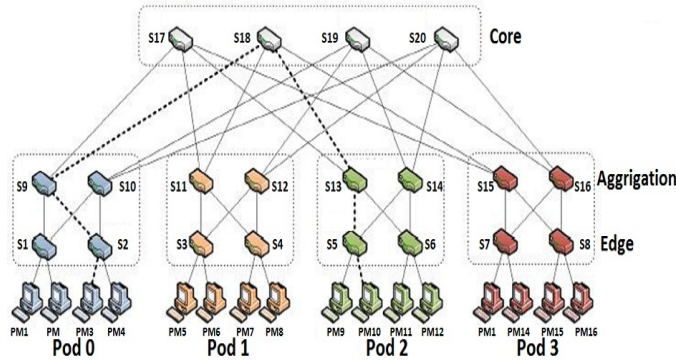 S17 S18 S19 S20 Core
S9 S10 S11 S12 S13 S14 S15 S16 Aggrigation
S1 S2 S3 S4 S5 S6 S7 S8 Edge
PM1 PM PM3 PM4 PM5 PM6 PM7 PM8 PM9 PM10 PM11 PM12 PM1 PM14 PM15 PM16
Pod 0 Pod 1 Pod 2 Pod 3